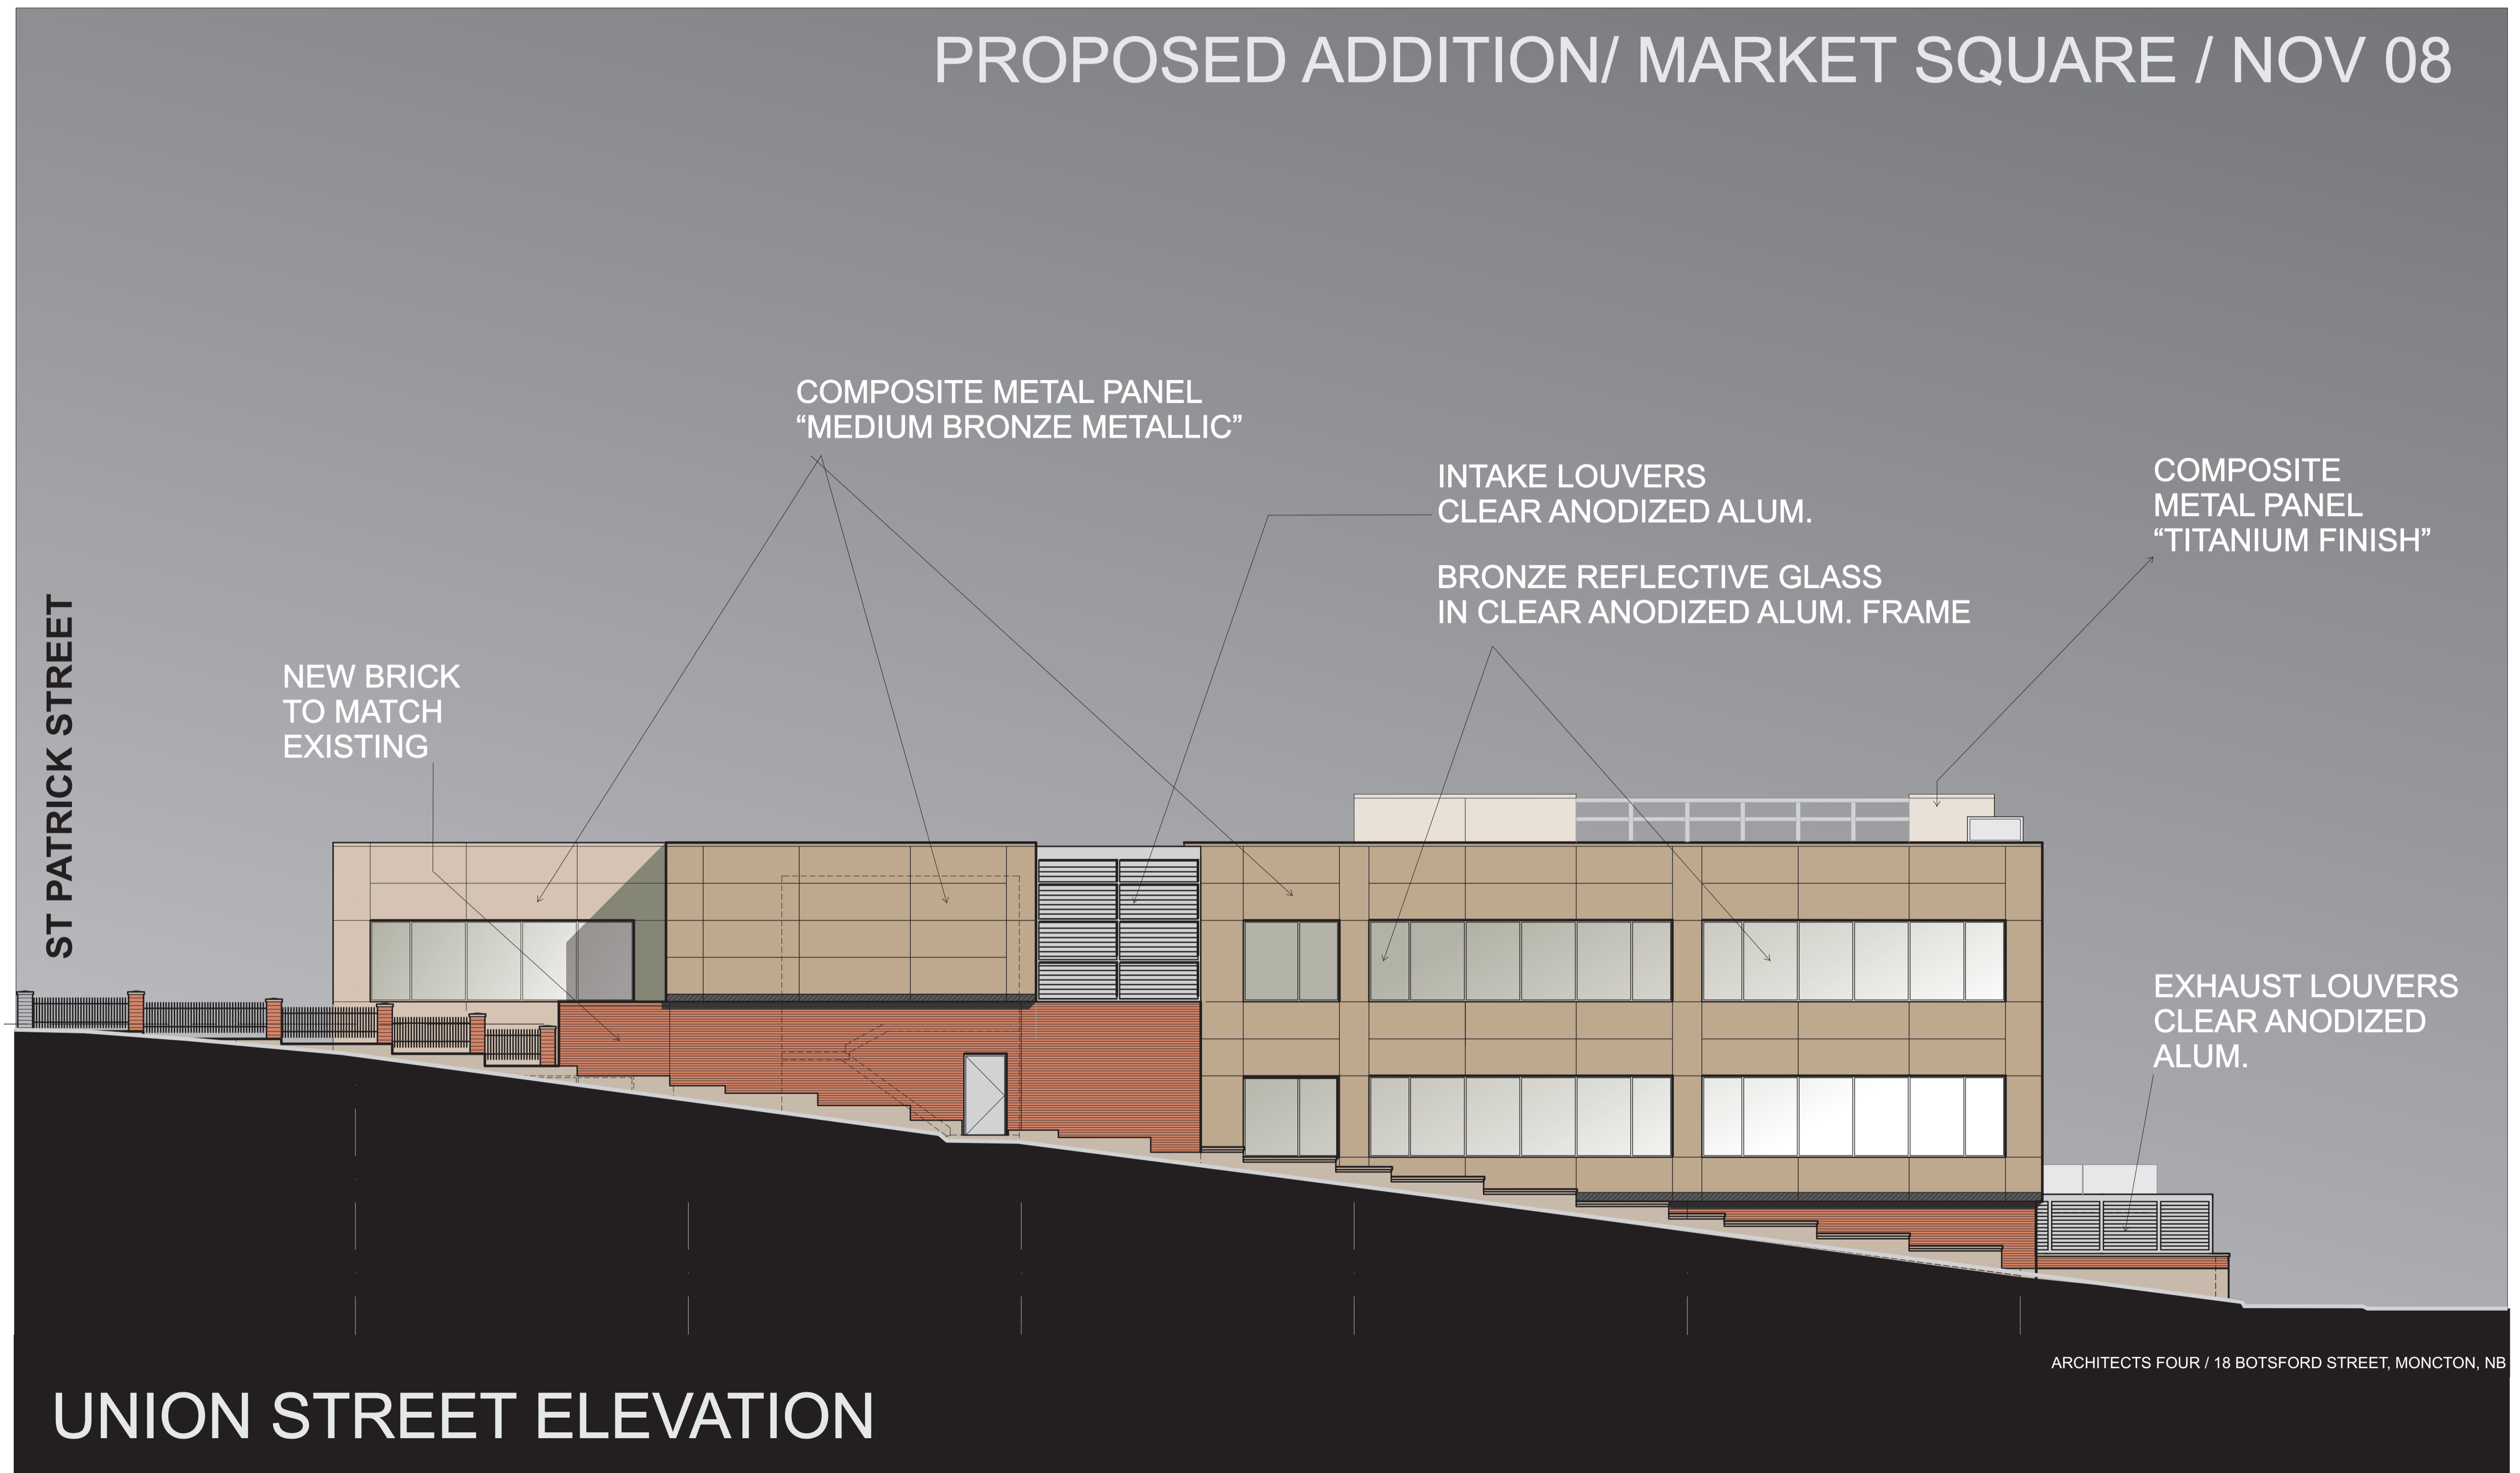 PROPOSED ADDITION/ MARKET SQUARE / NOV 08
COMPOSITE METAL PANEL
“MEDIUM BRONZE METALLIC”
INTAKE LOUVERS
CLEAR ANODIZED ALUM.
COMPOSITE
METAL PANEL
“TITANIUM FINISH”
BRONZE REFLECTIVE GLASS
IN CLEAR ANODIZED ALUM. FRAME
ST PATRICK STREET
NEW BRICK
TO MATCH
EXISTING
EXHAUST LOUVERS
CLEAR ANODIZED
ALUM.
ARCHITECTS FOUR / 18 BOTSFORD STREET, MONCTON, NB
UNION STREET ELEVATION